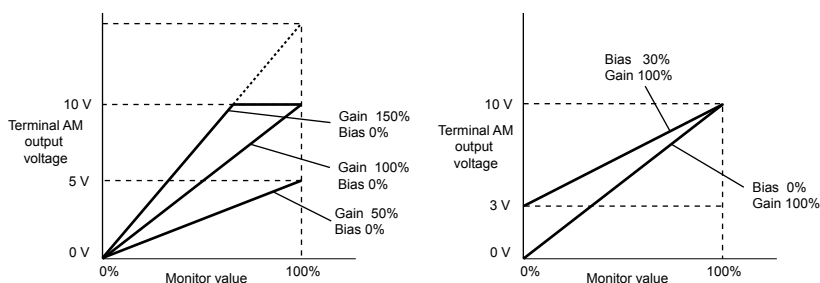 10 V
Terminal AM
output
voltage
5 V
0 V
0%
Monitor value
100%
Gain 150%
Bias 0%
Gain 100%
Bias 0%
Gain 50%
Bias 0%
Bias 30%
Gain 100%
10 V
Terminal AM
output
voltage
3 V
0 V
0%
Monitor value
100%
Bias 0%
Gain 100%